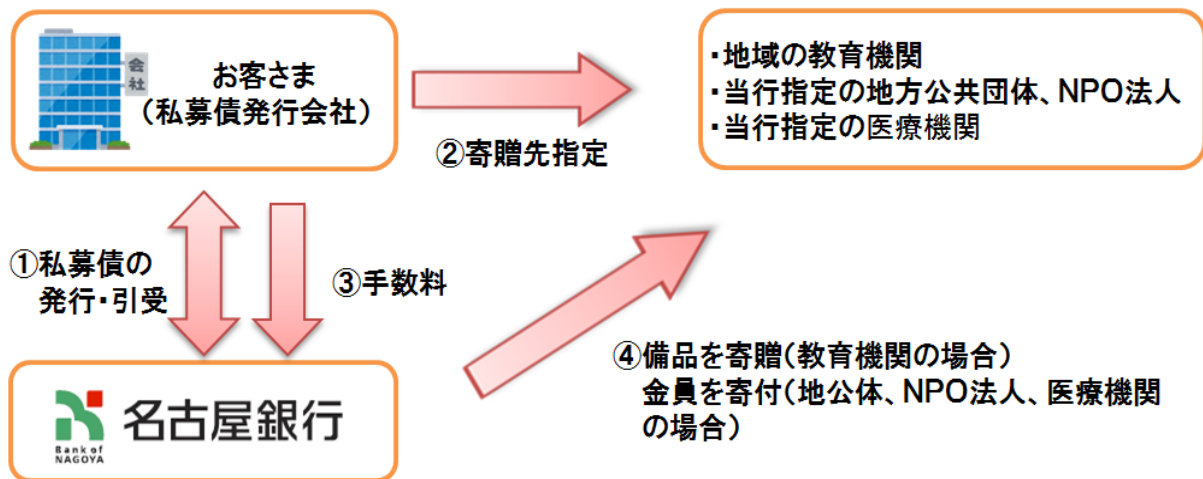 会
社
お客さま
（私募債発行会社）
②寄贈先指定
・地域の教育機関
・当行指定の地方公共団体、NPO法人
・当行指定の医療機関
①私募債の
発行・引受
③手数料
④備品を寄贈（教育機関の場合）
金員を寄付（地公体、NPO法人、医療機関
の場合）
Bank of
NAGOYA
名古屋銀行